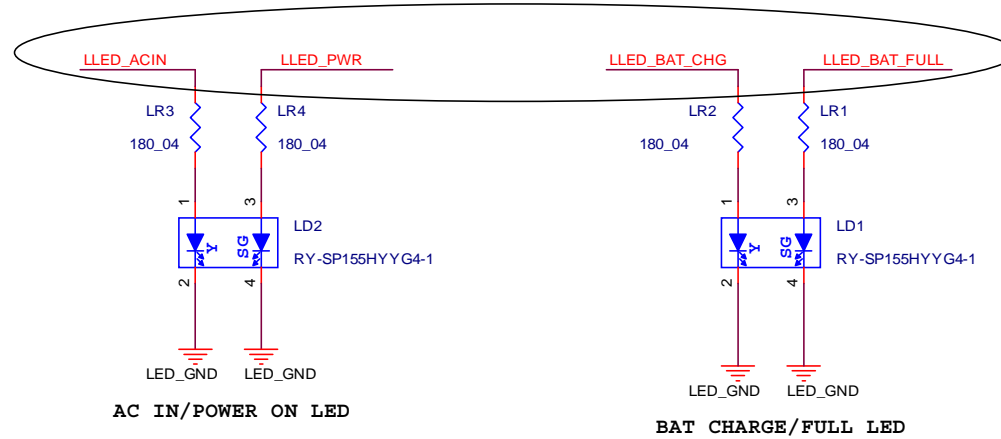 LLED_ACIN LLED_PWR LLED_BAT_CHG LLED_BAT_FULL
LR3 LR4 LR2 LR1
180_04 180_04 180_04 180_04
1 3 1 3
LD2 LD1
Y SG Y SG
RY-SP155HYYG4-1 RY-SP155HYYG4-1
2 4 2 4
LED_GND LED_GND LED_GND LED_GND
AC IN/POWER ON LED
BAT CHARGE/FULL LED